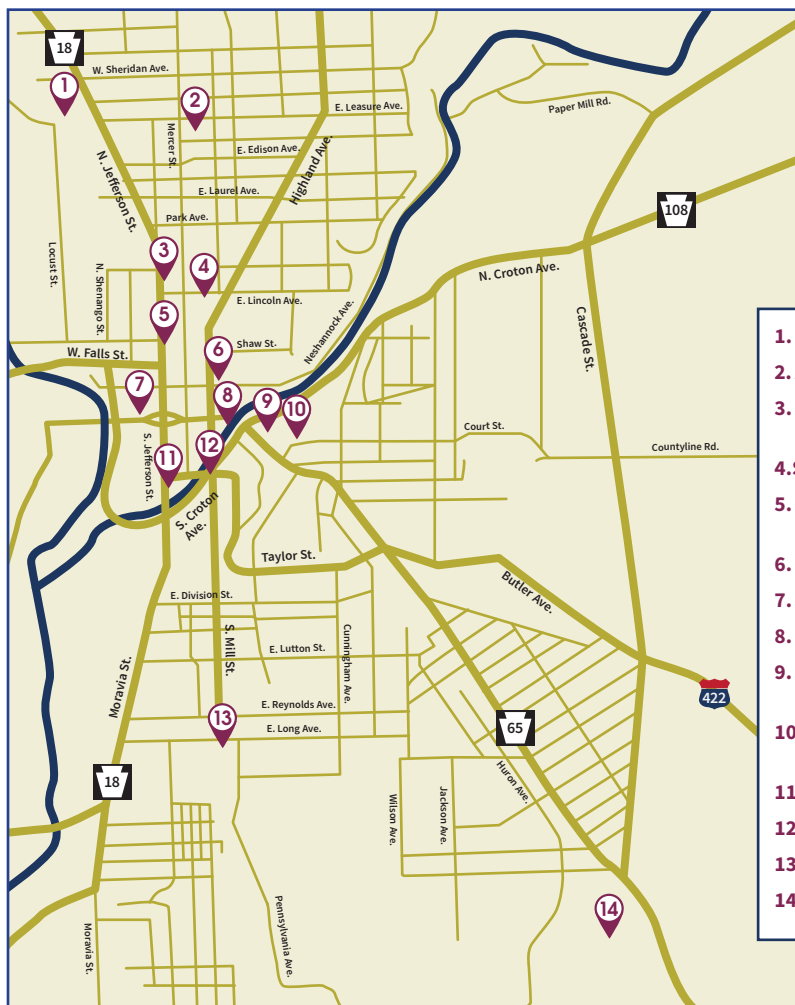 18
W. Sheridan Ave.
1
2
E. Leasure Ave.
Paper Mill Rd.
Mercer St.
E. Edison Ave.
N. Jefferson St.
Highland Ave.
E. Laurel Ave.
108
Park Ave.
Locust St.
3
4
N. Croton Ave.
N. Shenango St.
E. Lincoln Ave.
Neshannock Ave.
Cascade St.
5
Shaw St.
6
W. Falls St.
7
8
9
10
Court St.
Countyline Rd.
S. Jefferson St.
11
12
S. Croton
Ave.
Taylor St.
Butler Ave.
E. Division St.
S. Mill St.
E. Lutton St.
Cunningham Ave.
Moravia St.
422
E. Reynolds Ave.
13
E. Long Ave.
65
18
Huron Ave.
Wilson Ave.
Jackson Ave.
14
Moravia St.
Pennsylvania Ave.
1.
2.
3.
4.S
5.
6.
7.
8.
9.
10
11
12
13
14